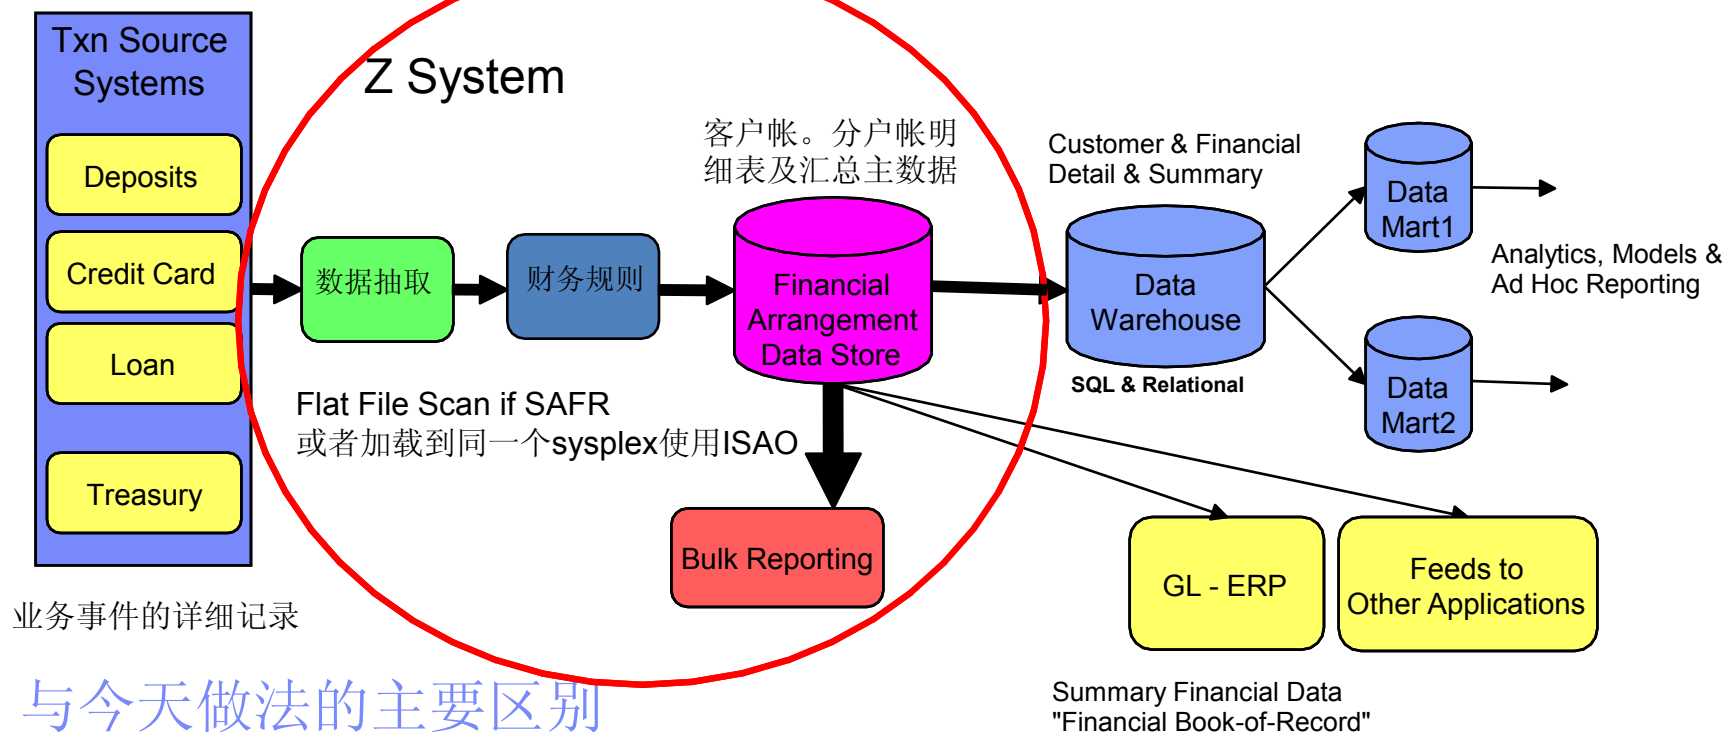 Txn Source
Systems
Deposits
Credit Card
Loan
Treasury
业务事件的详细记录
Z System
数据抽取
财务规则
客户帐。分户帐明
细表及汇总主数据
Financial
Arrangement
Data Store
Flat File Scan if SAFR
或者加载到同一个sysplex使用ISAO
Bulk Reporting
Customer & Financial
Detail & Summary
Data
Warehouse
SQL & Relational
Data
Mart1
Data
Mart2
Analytics, Models &
Ad Hoc Reporting
GL - ERP
Feeds to
Other Applications
Summary Financial Data
"Financial Book-of-Record"
与今天做法的主要区别